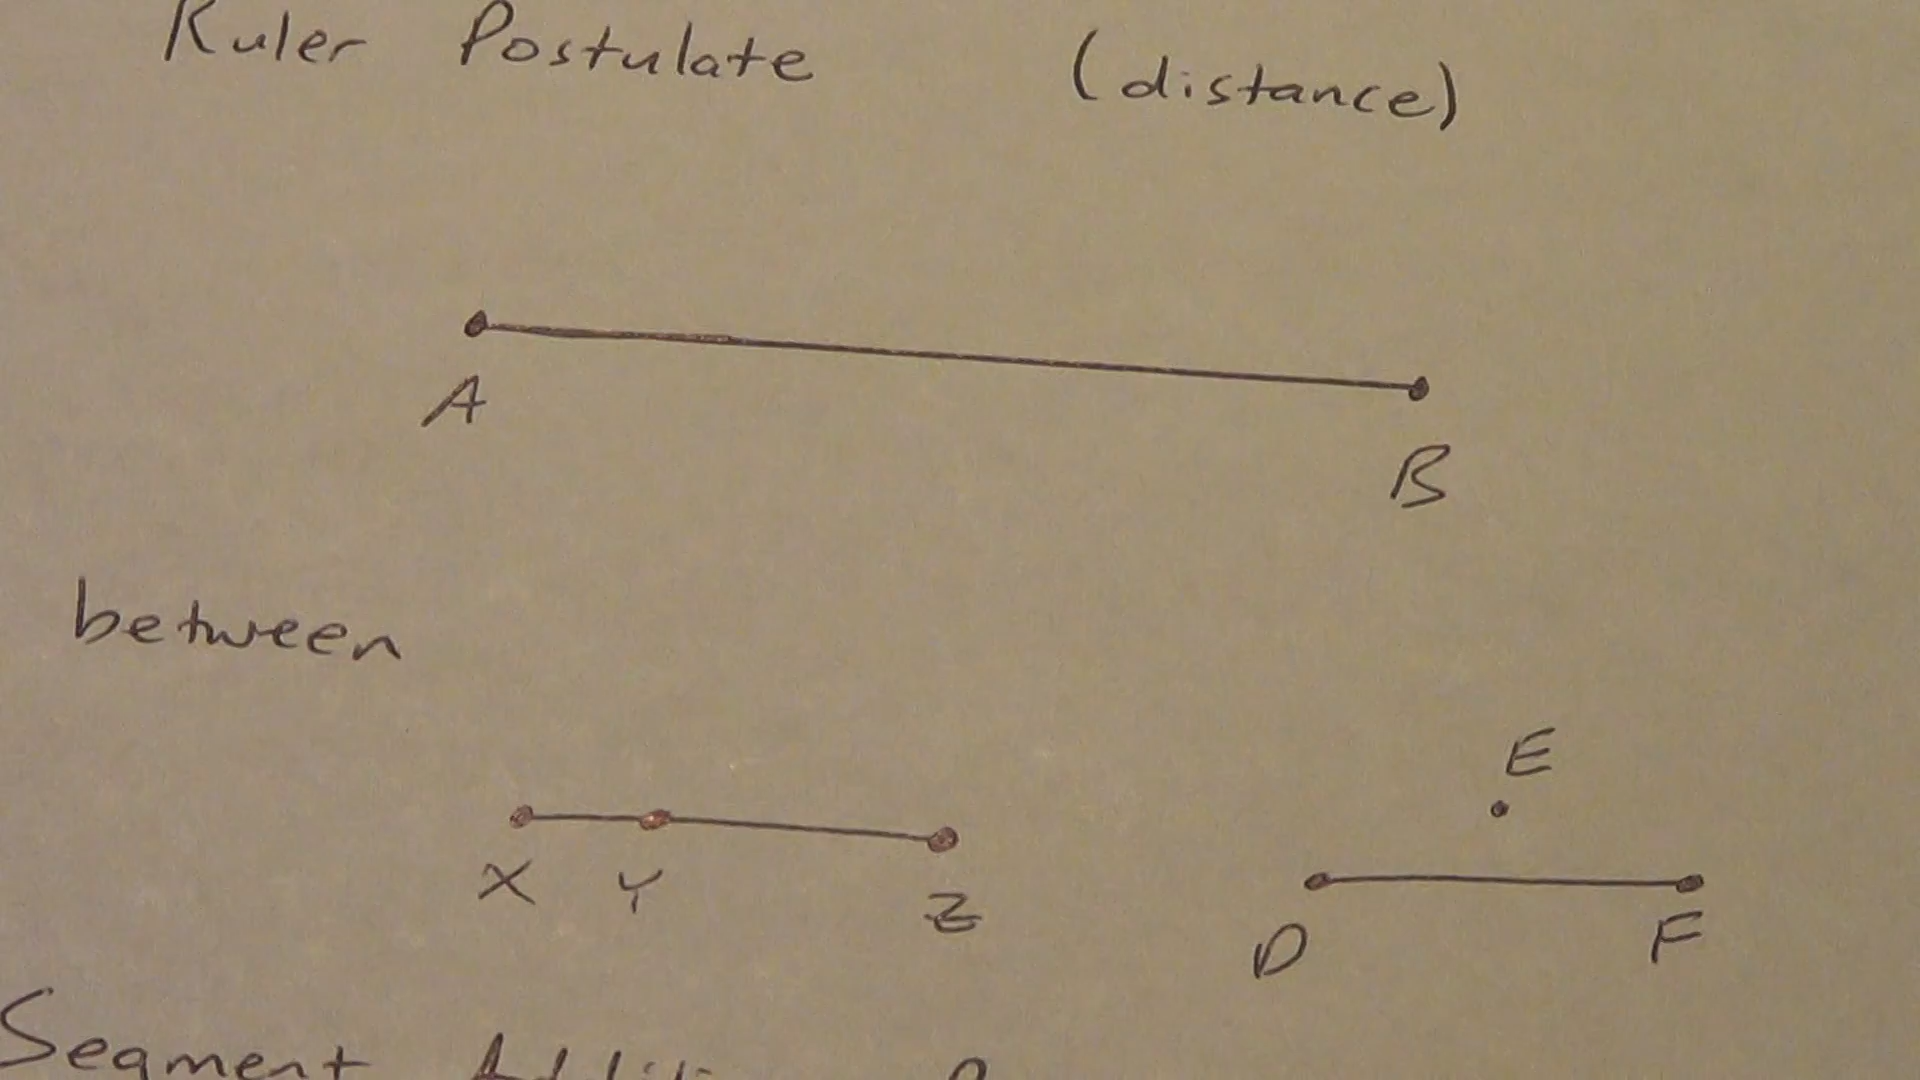 Ruler Postulate (distance)
A
B
between
E
X Y Z
D F
Segment